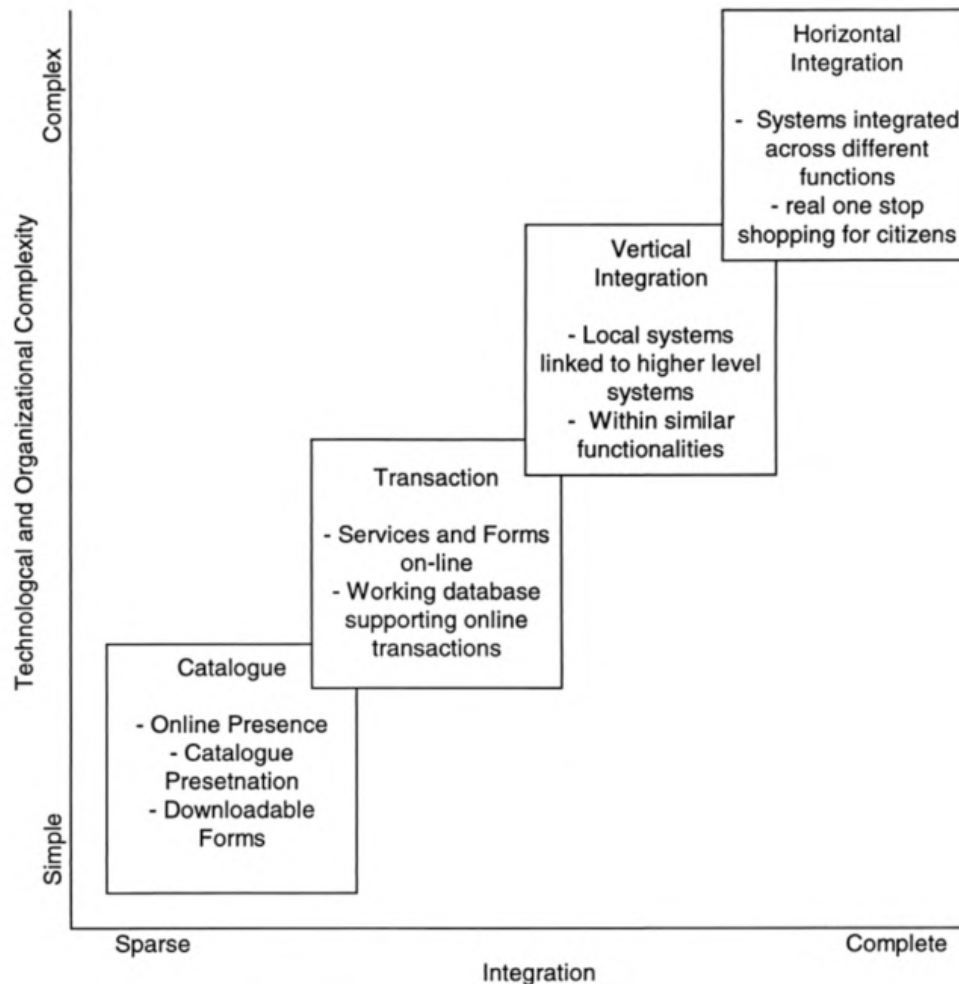 Technologcal and Organizational Complexity
Complex
Simple
Horizontal
Integration
- Systems integrated
across different
functions
- real one stop
shopping for citizens
Vertical
Integration
- Local systems
linked to higher level
systems
- Within similar
functionalities
Transaction
- Services and Forms
on-line
- Working database
supporting online
transactions
Catalogue
- Online Presence
- Catalogue
Presetnation
- Downloadable
Forms
Sparse
Complete
Integration